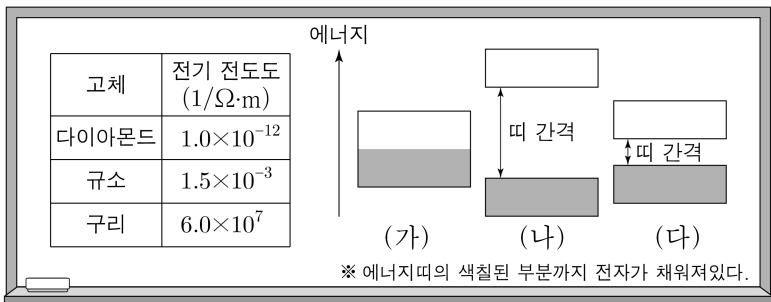 고체 전기 전도도 (1/Ω·m)
다이아몬드 1.0×10⁻¹²
규소 1.5×10⁻³
구리 6.0×10⁷
에너지
띠 간격
띠 간격
(가) (나) (다)
※ 에너지띠의 색칠된 부분까지 전자가 채워져있다.